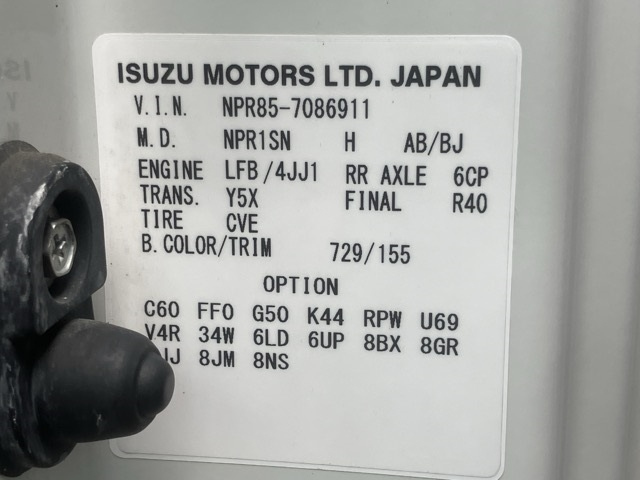 ISUZU MOTORS LTD. JAPAN
V.I.N. NPR85-7086911
M.D. NPR1SN H AB/BJ
ENGINE LFB/4JJ1 RR AXLE 6CP
TRANS. Y5X FINAL R40
TIRE CVE
B.COLOR/TRIM 729/155
OPTION
C60 FF0 G50 K44 RPW U69
V4R 34W 6LD 6UP 8BX 8GR
8JM 8NS